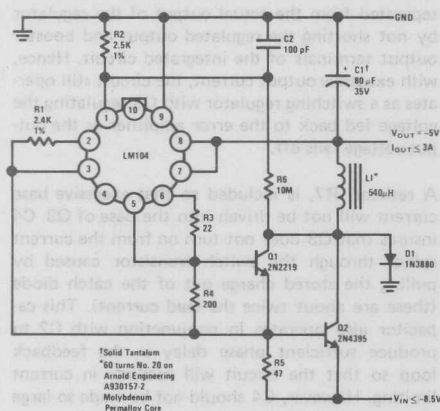 GND
R2
2.5K
1%
C2
100 pF
C1†
80 µF
35V
R1
2.4K
1%
1
10
9
2
8
LM104
3
7
4
5
6
VOUT = -5V
IOUT ≤ 3A
R6
10M
L1*
540µH
R3
22
Q1
2N2219
D1
1N3880
R4
200
Q2
2N4395
R5
47
VIN ≤ -8.5V
†Solid Tantalum
*60 turns No. 20 on
Arnold Engineering
A930157-2
Molybdenum
Permalloy Core